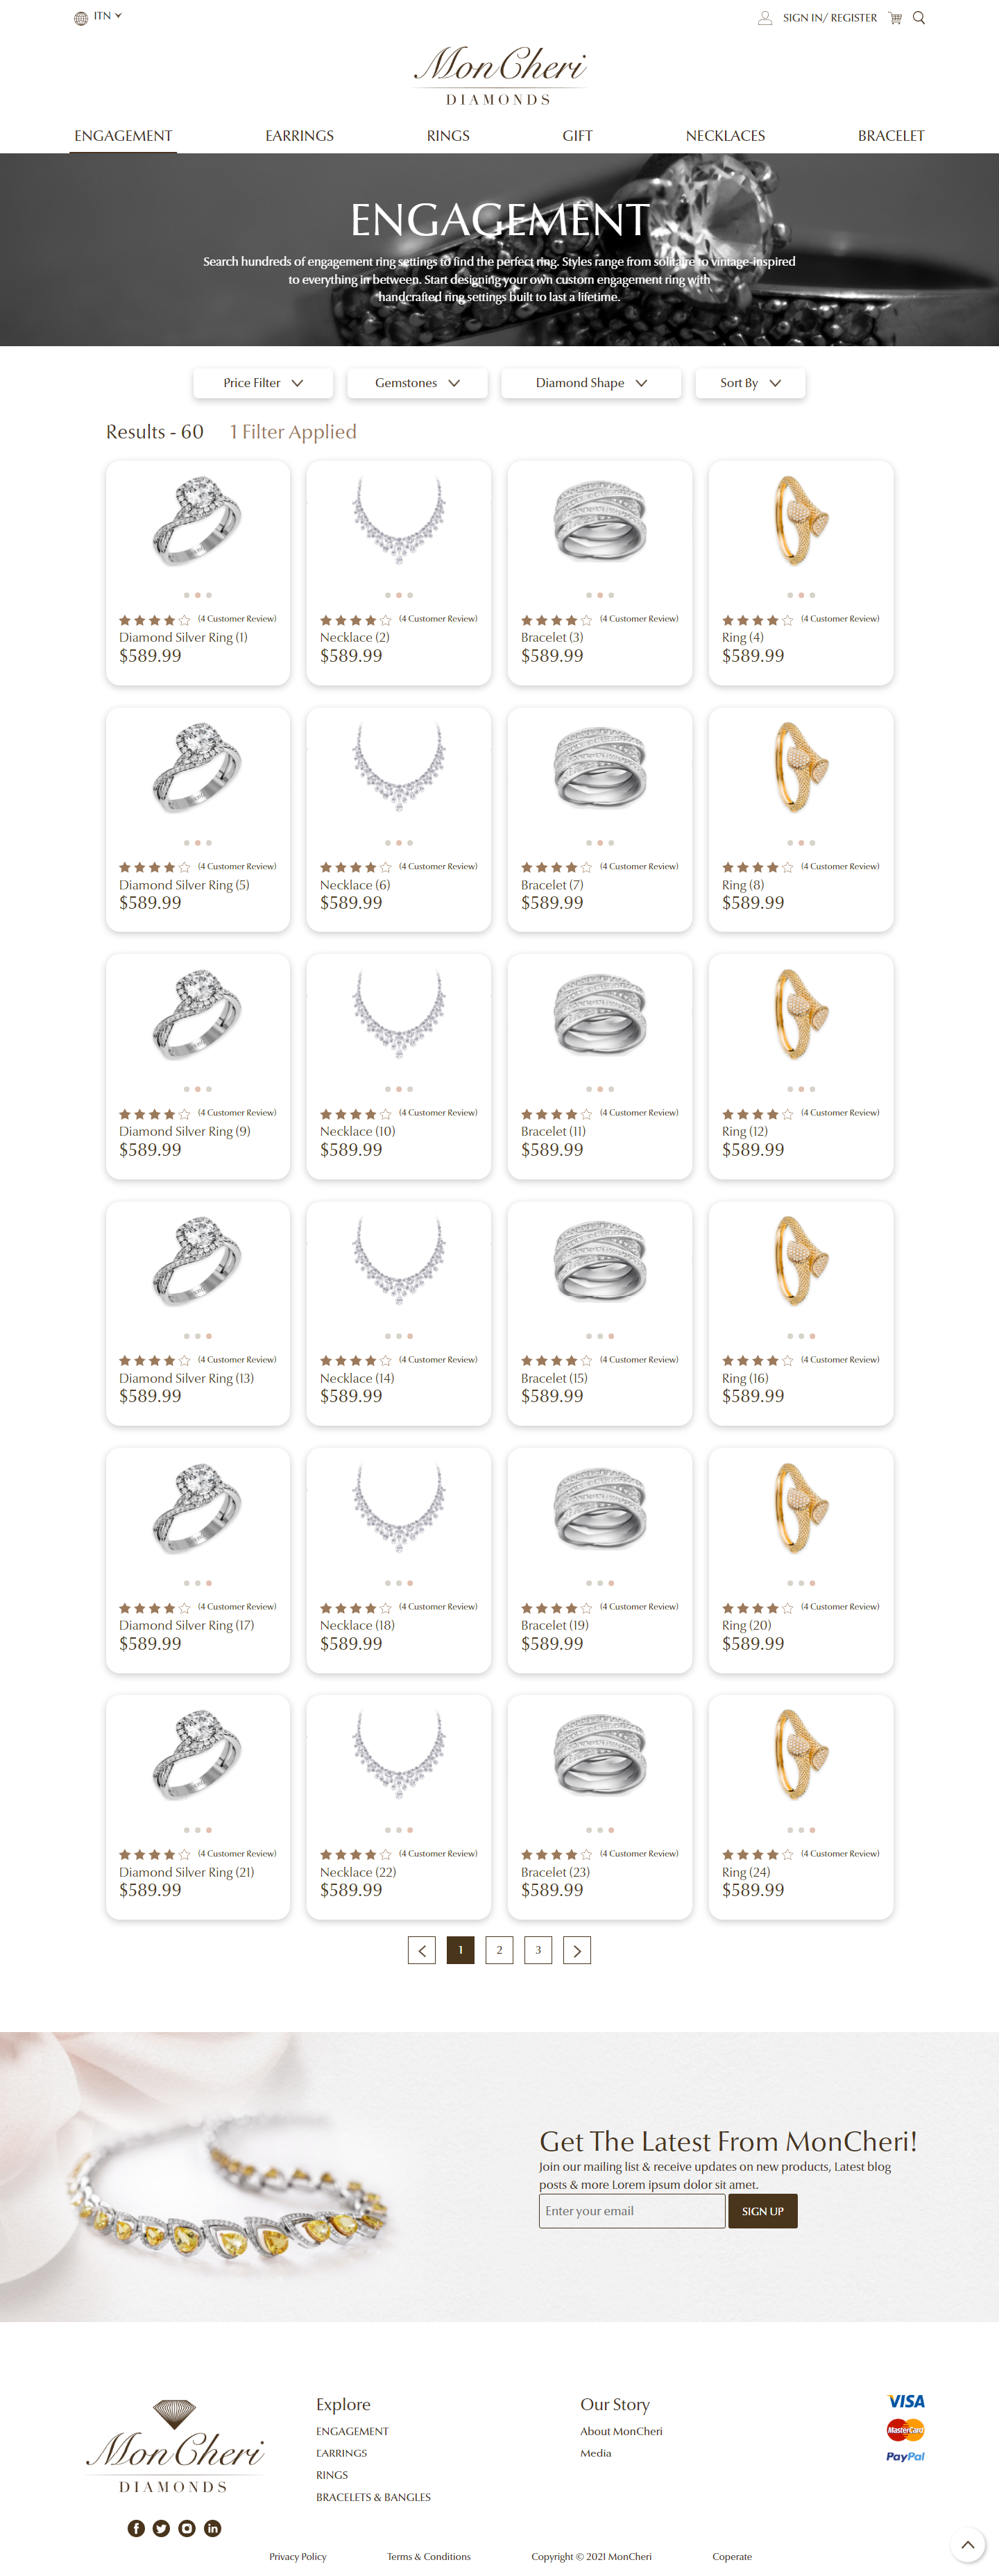 ITN
SIGN IN/ REGISTER
MonCheri
DIAMONDS
ENGAGEMENT
EARRINGS
RINGS
GIFT
NECKLACES
BRACELET
ENGAGEMENT
Search hundreds of engagement ring settings to find the perfect ring. Styles range from solitaire to vintage-inspired
to everything in between. Start designing your own custom engagement ring with
handcrafted ring settings built to last a lifetime.
Price Filter
Gemstones
Diamond Shape
Sort By
Results - 60
1 Filter Applied
(4 Customer Review)
Diamond Silver Ring (1)
$589.99
(4 Customer Review)
Necklace (2)
$589.99
(4 Customer Review)
Bracelet (3)
$589.99
(4 Customer Review)
Ring (4)
$589.99
(4 Customer Review)
Diamond Silver Ring (5)
$589.99
(4 Customer Review)
Necklace (6)
$589.99
(4 Customer Review)
Bracelet (7)
$589.99
(4 Customer Review)
Ring (8)
$589.99
(4 Customer Review)
Diamond Silver Ring (9)
$589.99
(4 Customer Review)
Necklace (10)
$589.99
(4 Customer Review)
Bracelet (11)
$589.99
(4 Customer Review)
Ring (12)
$589.99
(4 Customer Review)
Diamond Silver Ring (13)
$589.99
(4 Customer Review)
Necklace (14)
$589.99
(4 Customer Review)
Bracelet (15)
$589.99
(4 Customer Review)
Ring (16)
$589.99
(4 Customer Review)
Diamond Silver Ring (17)
$589.99
(4 Customer Review)
Necklace (18)
$589.99
(4 Customer Review)
Bracelet (19)
$589.99
(4 Customer Review)
Ring (20)
$589.99
(4 Customer Review)
Diamond Silver Ring (21)
$589.99
(4 Customer Review)
Necklace (22)
$589.99
(4 Customer Review)
Bracelet (23)
$589.99
(4 Customer Review)
Ring (24)
$589.99
1
2
3
Get The Latest From MonCheri!
Join our mailing list & receive updates on new products, Latest blog
posts & more Lorem ipsum dolor sit amet.
Enter your email
SIGN UP
MonCheri
DIAMONDS
Explore
ENGAGEMENT
EARRINGS
RINGS
BRACELETS & BANGLES
Our Story
About MonCheri
Media
VISA
MasterCard
PayPal
Privacy Policy
Terms & Conditions
Copyright © 2021 MonCheri
Coperate